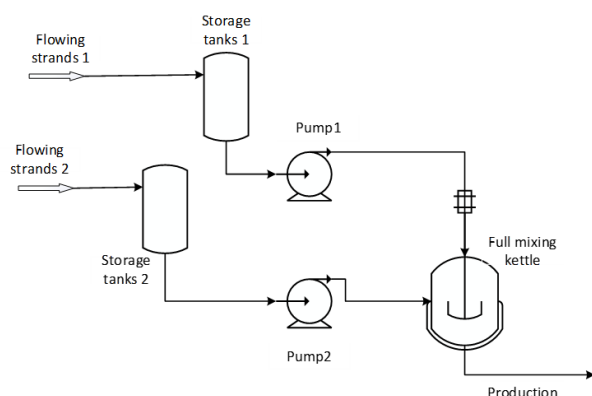 Storage
tanks 1
Flowing
strands 1
Pump1
Flowing
strands 2
Full mixing
kettle
Storage
tanks 2
Pump2
Production